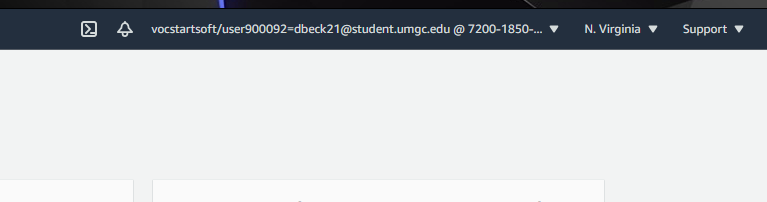 vocstartsoft/user900092=dbeck21@student.umgc.edu @ 7200-1850-... N. Virginia Support